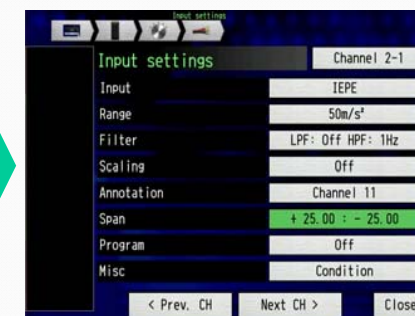 Input settings
Input settings Channel 2-1
Input IEPE
Range 50m/s²
Filter LPF: Off HPF: 1Hz
Scaling Off
Annotation Channel 11
Span + 25.00 : - 25.00
Program Off
Misc Condition
< Prev. CH Next CH > Close